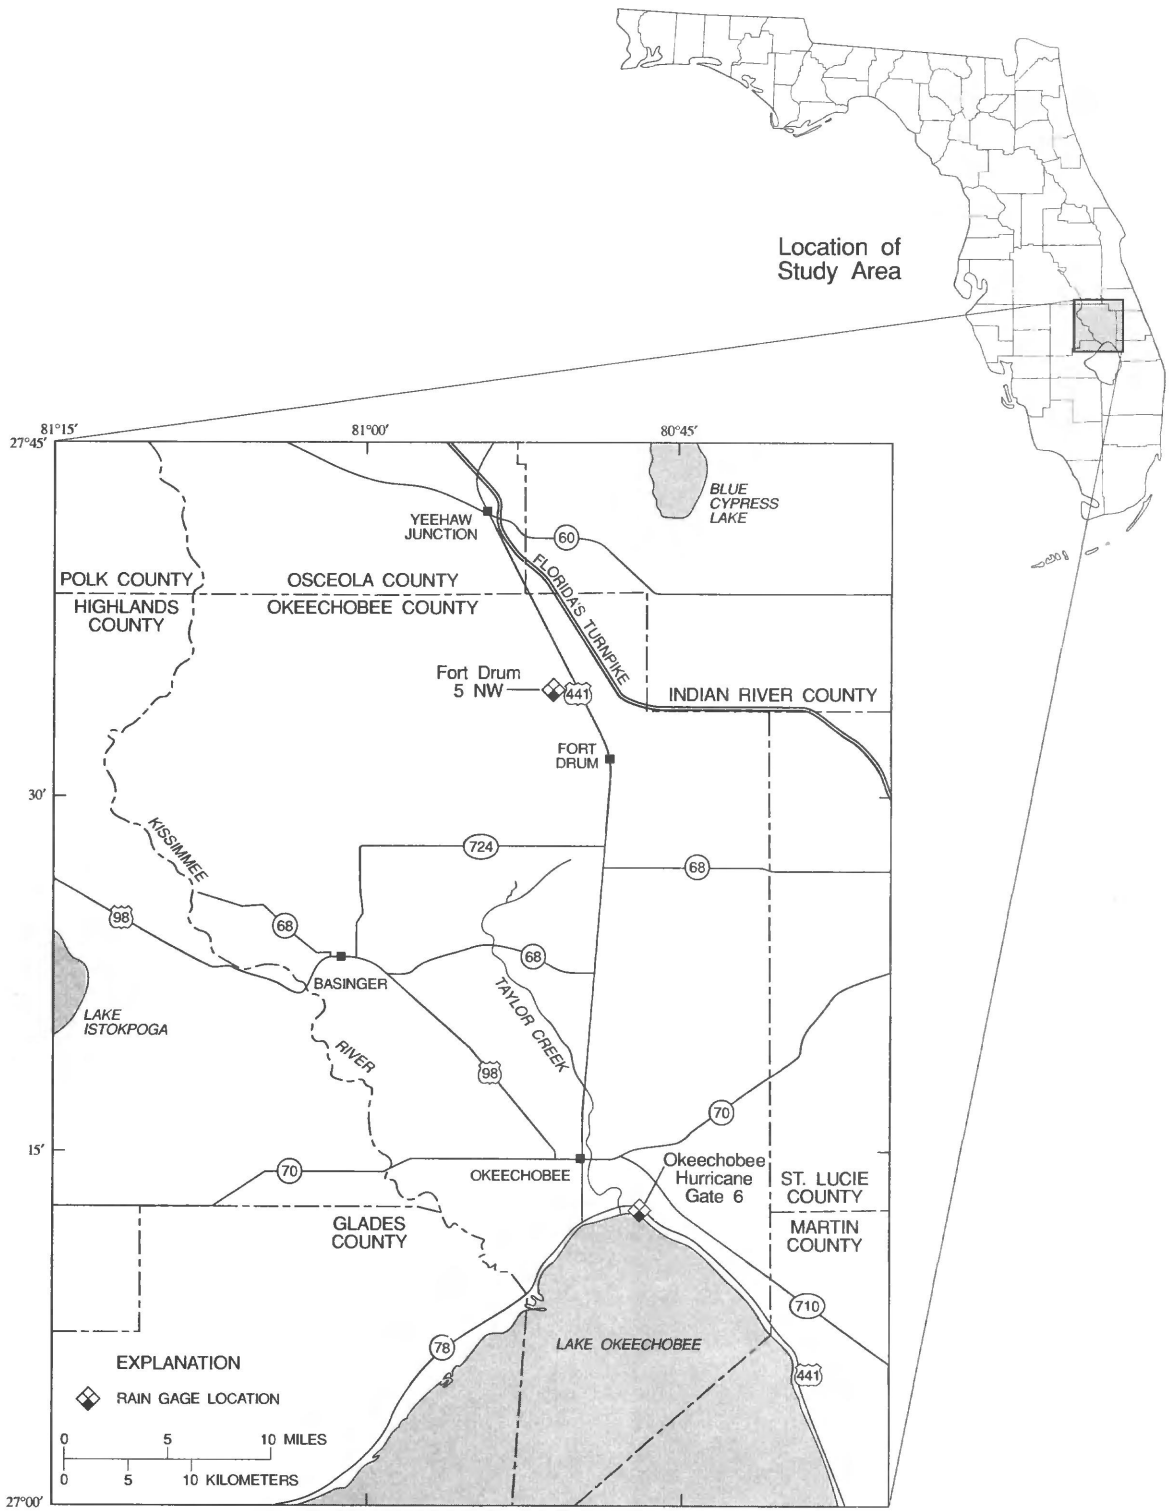 Location of
Study Area
81°15′
81°00′
80°45′
27°45′
BLUE
CYPRESS
LAKE
YEEHAW
JUNCTION
60
FLORIDA'S TURNPIKE
POLK COUNTY
OSCEOLA COUNTY
HIGHLANDS
COUNTY
OKEECHOBEE COUNTY
Fort Drum
5 NW
441
INDIAN RIVER COUNTY
FORT
DRUM
30′
KISSIMMEE
724
68
98
68
68
BASINGER
TAYLOR CREEK
LAKE
ISTOKPOGA
RIVER
98
70
15′
70
OKEECHOBEE
Okeechobee
Hurricane
Gate 6
ST. LUCIE
COUNTY
GLADES
COUNTY
MARTIN
COUNTY
710
78
LAKE OKEECHOBEE
441
EXPLANATION
RAIN GAGE LOCATION
0 5 10 MILES
0 5 10 KILOMETERS
27°00′